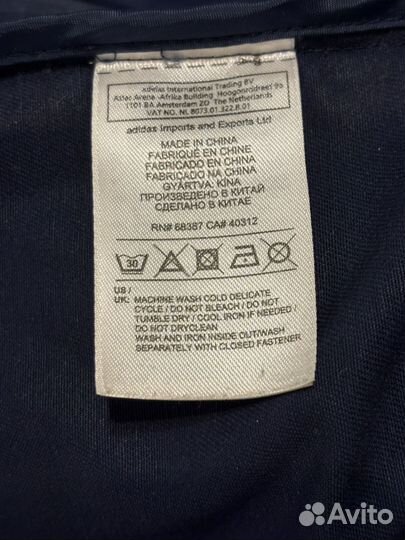 adidas International Trading BV
Atlas Arena -Afrika Building Hoogoorddreef 9a
1101 BA Amsterdam ZO The Netherlands
VAT NO. NL 8073.01.322.B.01
adidas Imports and Exports Ltd
MADE IN CHINA
FABRIQUÉ EN CHINE
FABRICADO EN CHINA
FABRICADO NA CHINA
GYÁRTVA: KÍNA
ПРОИЗВЕДЕНО В КИТАЙ
СДЕЛАНО В КИТАЕ
RN# 68387 CA# 40312
30
US /
UK: MACHINE WASH COLD DELICATE
CYCLE / DO NOT BLEACH / DO NOT
TUMBLE DRY / COOL IRON IF NEEDED /
DO NOT DRYCLEAN
WASH AND IRON INSIDE OUT/WASH
SEPARATELY WITH CLOSED FASTENER
Avito